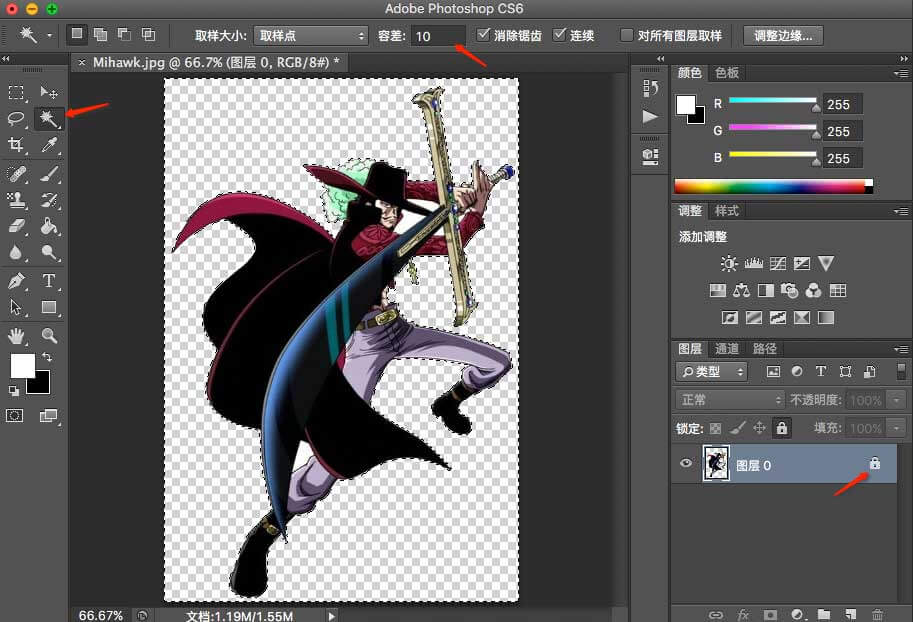 Adobe Photoshop CS6
取样大小: 取样点 容差: 10 消除锯齿 连续 对所有图层取样 调整边缘...
× Mihawk.jpg @ 66.7% (图层 0, RGB/8#) *
颜色 色板
R 255
G 255
B 255
调整 样式
添加调整
图层 通道 路径
类型
正常 不透明度: 100%
锁定: 填充: 100%
图层 0
66.67% 文档:1.19M/1.55M
fx